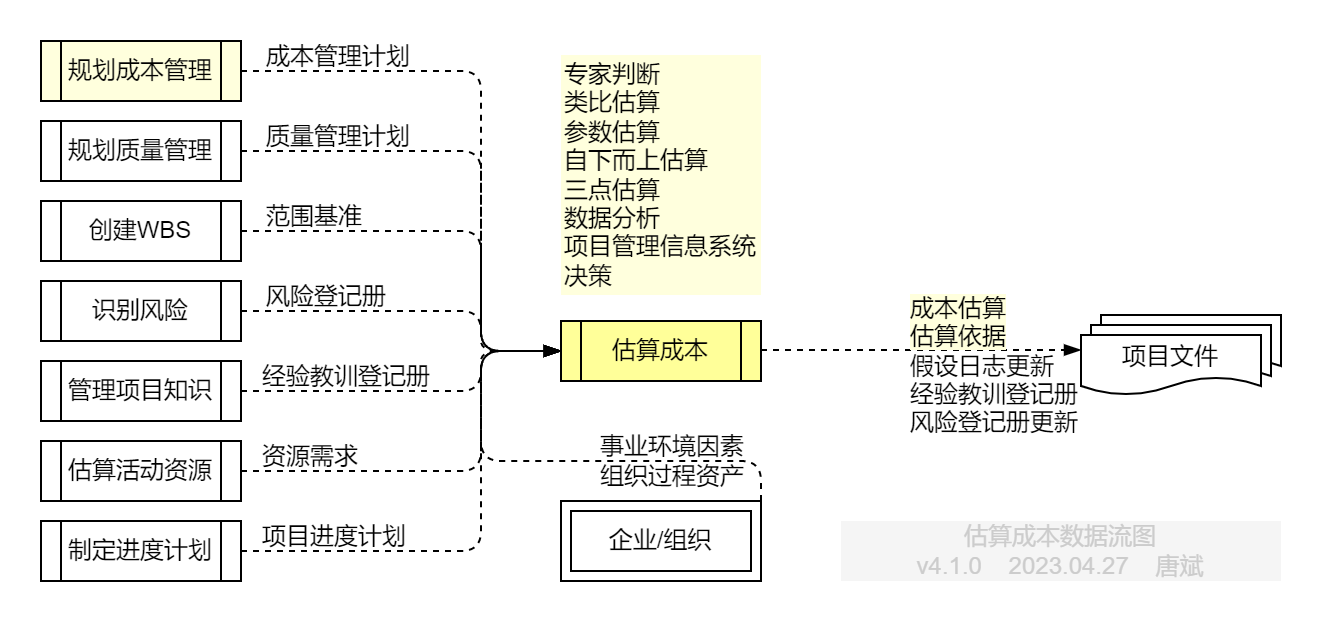 规划成本管理
成本管理计划
规划质量管理
质量管理计划
创建WBS
范围基准
识别风险
风险登记册
管理项目知识
经验教训登记册
估算活动资源
资源需求
制定进度计划
项目进度计划
专家判断
类比估算
参数估算
自下而上估算
三点估算
数据分析
项目管理信息系统
决策
估算成本
事业环境因素
组织过程资产
企业/组织
成本估算
估算依据
假设日志更新
经验教训登记册
风险登记册更新
项目文件
估算成本数据流图
v4.1.0 2023.04.27 唐斌